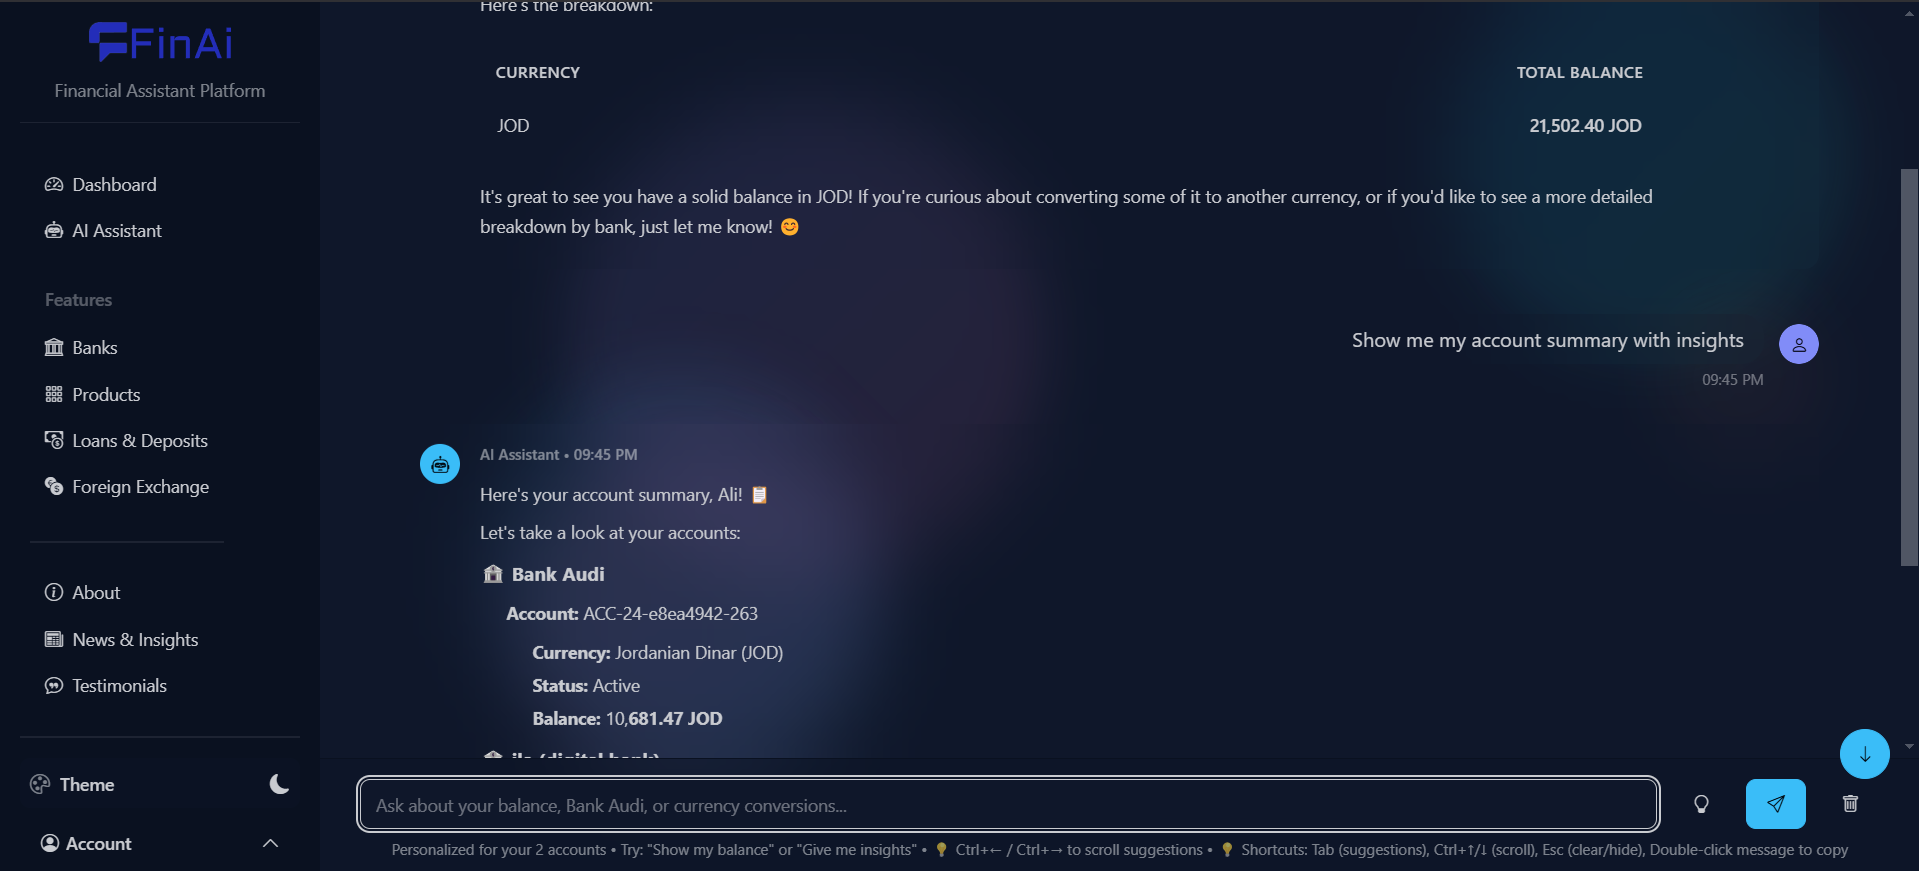 FinAi
Financial Assistant Platform
Dashboard
AI Assistant
Features
Banks
Products
Loans & Deposits
Foreign Exchange
About
News & Insights
Testimonials
Theme
Account
Here's the breakdown:
CURRENCY TOTAL BALANCE
JOD 21,502.40 JOD
It's great to see you have a solid balance in JOD! If you're curious about converting some of it to another currency, or if you'd like to see a more detailed
breakdown by bank, just let me know! 😊
Show me my account summary with insights
09:45 PM
AI Assistant • 09:45 PM
Here's your account summary, Ali! 📋
Let's take a look at your accounts:
Bank Audi
Account: ACC-24-e8ea4942-263
Currency: Jordanian Dinar (JOD)
Status: Active
Balance: 10,681.47 JOD
(digital bank)
Ask about your balance, Bank Audi, or currency conversions...
Personalized for your 2 accounts • Try: "Show my balance" or "Give me insights" • 💡 Ctrl+← / Ctrl+→ to scroll suggestions • 💡 Shortcuts: Tab (suggestions), Ctrl+↑/↓ (scroll), Esc (clear/hide), Double-click message to copy